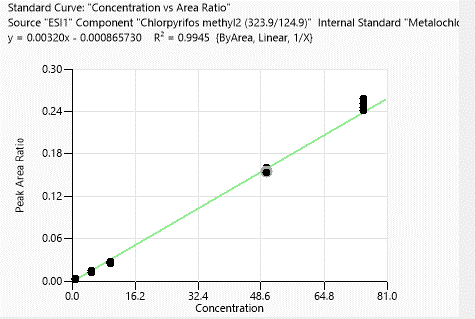 Standard Curve: "Concentration vs Area Ratio"
Source "ESI1" Component "Chlorpyrifos methyl2 (323.9/124.9)" Internal Standard "Metalochlo
y = 0.00320x - 0.000865730 R² = 0.9945 {ByArea, Linear, 1/X}
0.30
0.24
0.18
0.12
0.06
0.00
Peak Area Ratio
0.0 16.2 32.4 48.6 64.8 81.0
Concentration